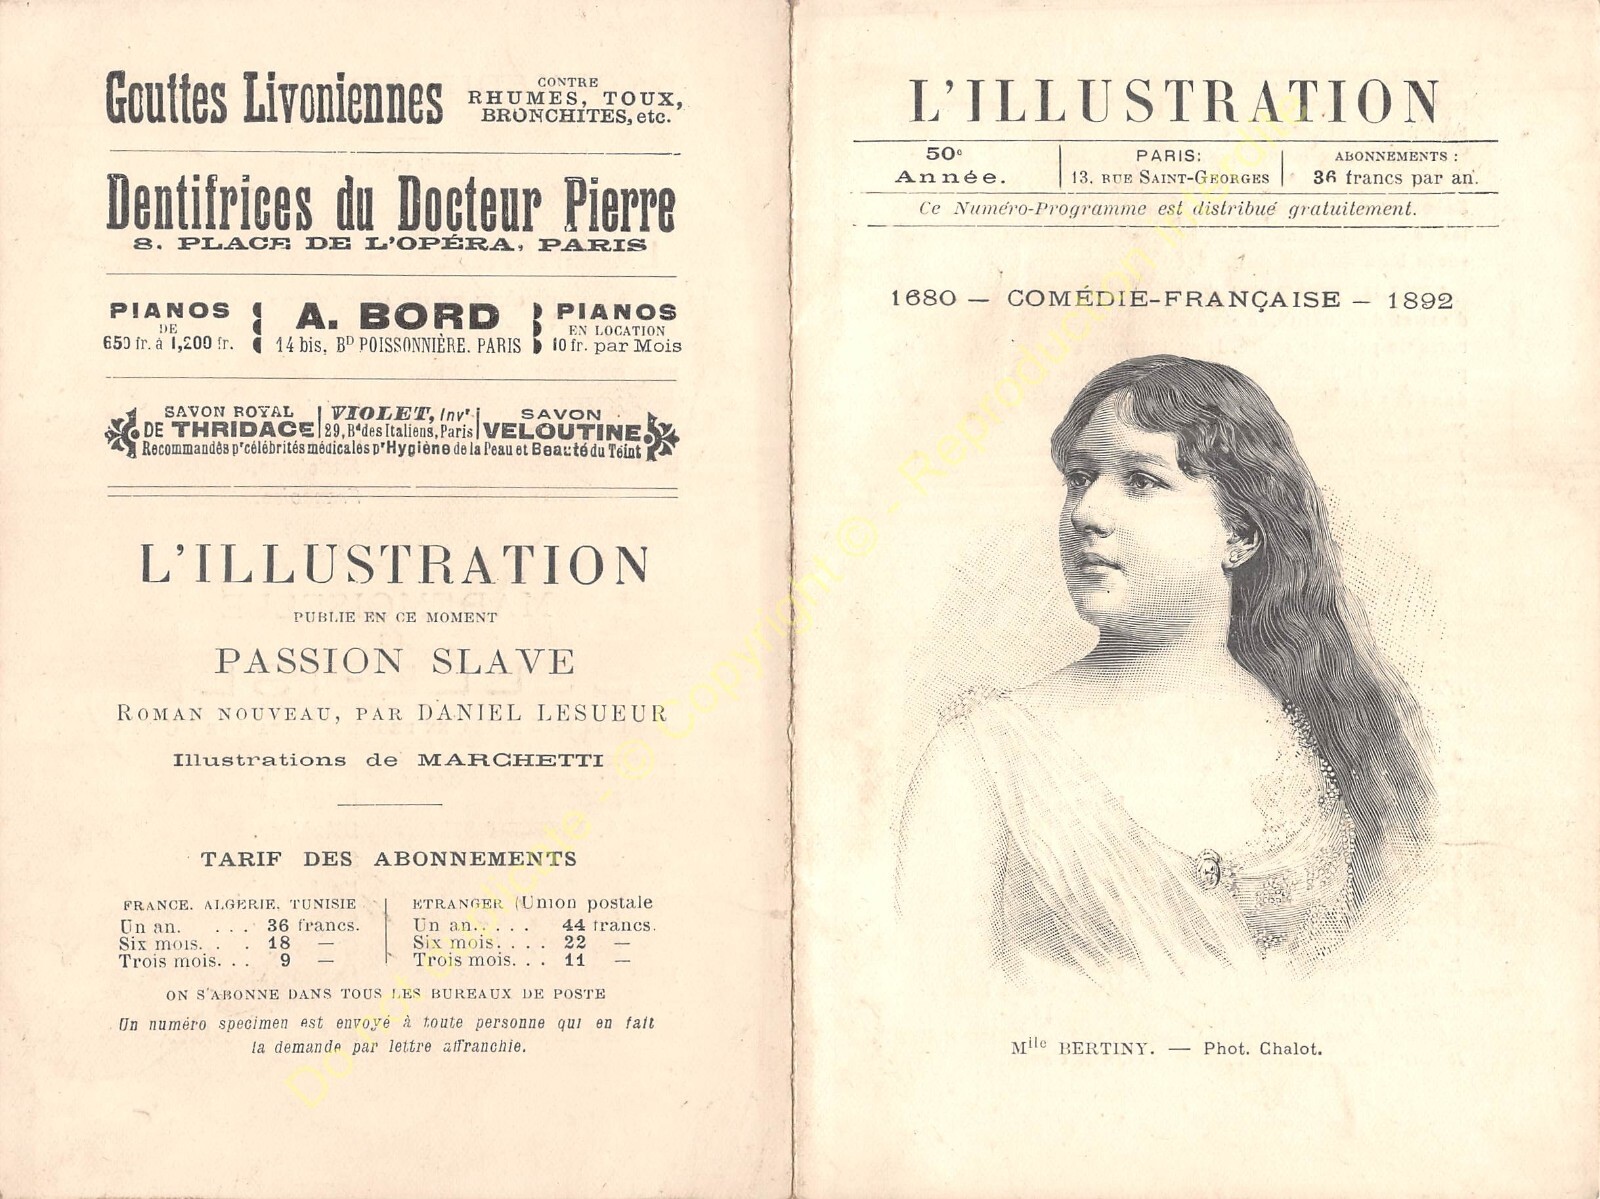 Gouttes Livoniennes
CONTRE
RHUMES, TOUX,
BRONCHITES, etc.
Dentifrices du Docteur Pierre
8. PLACE DE L'OPÉRA, PARIS
PIANOS
DE
650 fr. à 1,200 fr.
A. BORD
14 bis, BD POISSONNIÈRE. PARIS
PIANOS
EN LOCATION
10 fr. par Mois
SAVON ROYAL
DE THRIDACE
VIOLET, Invr
29, Bd des Italiens, Paris
SAVON
VELOUTINE
Recommandés pr célébrités médicales pr Hygiène de la Peau et Beauté du Teint
L'ILLUSTRATION
PUBLIE EN CE MOMENT
PASSION SLAVE
ROMAN NOUVEAU, PAR DANIEL LESUEUR
Illustrations de MARCHETTI
TARIF DES ABONNEMENTS
FRANCE. ALGERIE. TUNISIE
Un an. . . . 36 francs.
Six mois. . . 18 —
Trois mois. . . 9 —
ETRANGER (Union postale
Un an. . . . 44 francs.
Six mois. . . . 22 —
Trois mois. . . 11 —
ON S'ABONNE DANS TOUS LES BUREAUX DE POSTE
Un numéro specimen est envoyé à toute personne qui en fait
la demande par lettre affranchie.
L'ILLUSTRATION
50e
Année.
PARIS:
13. RUE SAINT-GEORGES
ABONNEMENTS :
36 francs par an.
Ce Numéro-Programme est distribué gratuitement.
1680 — COMÉDIE-FRANÇAISE — 1892
Mlle BERTINY. — Phot. Chalot.
© Copyright © - Reproduction interdite